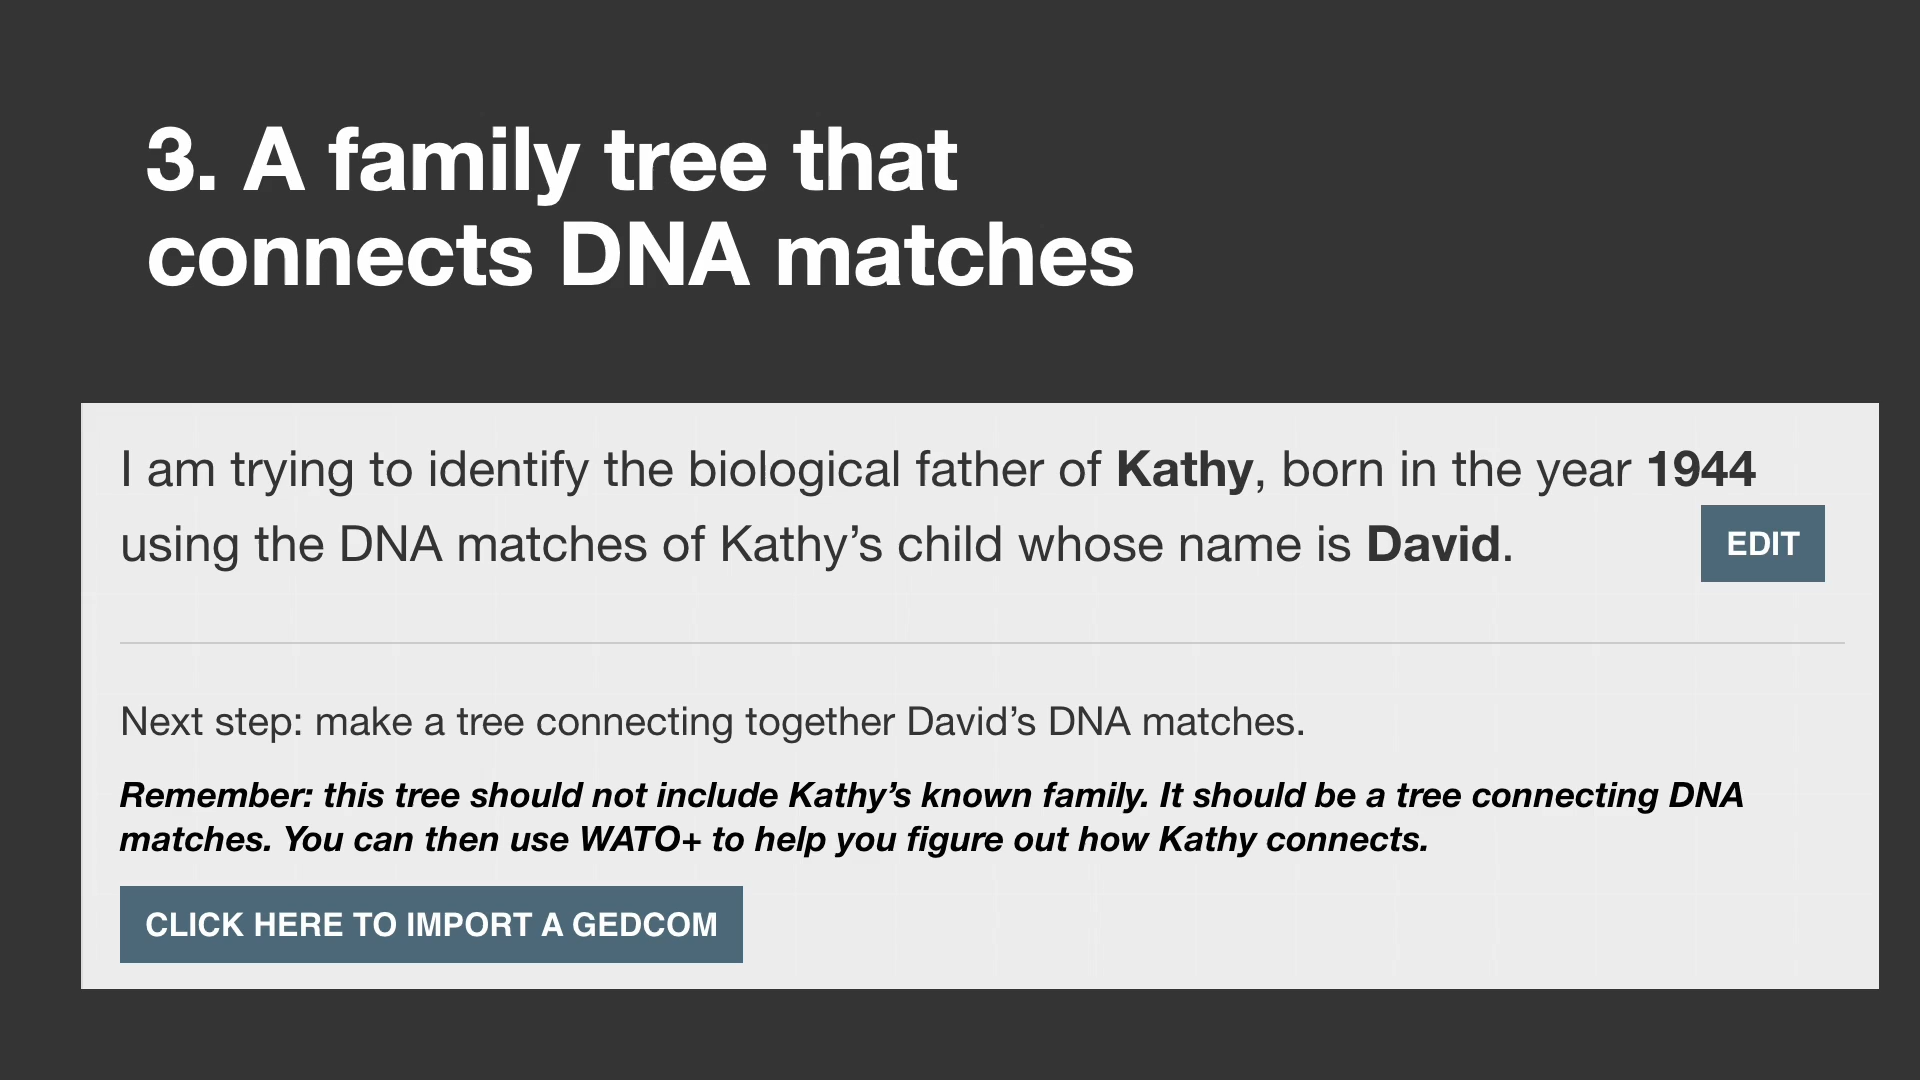 3. A family tree that
connects DNA matches
I am trying to identify the biological father of Kathy, born in the year 1944
using the DNA matches of Kathy’s child whose name is David.
EDIT
Next step: make a tree connecting together David’s DNA matches.
Remember: this tree should not include Kathy’s known family. It should be a tree connecting DNA
matches. You can then use WATO+ to help you figure out how Kathy connects.
CLICK HERE TO IMPORT A GEDCOM